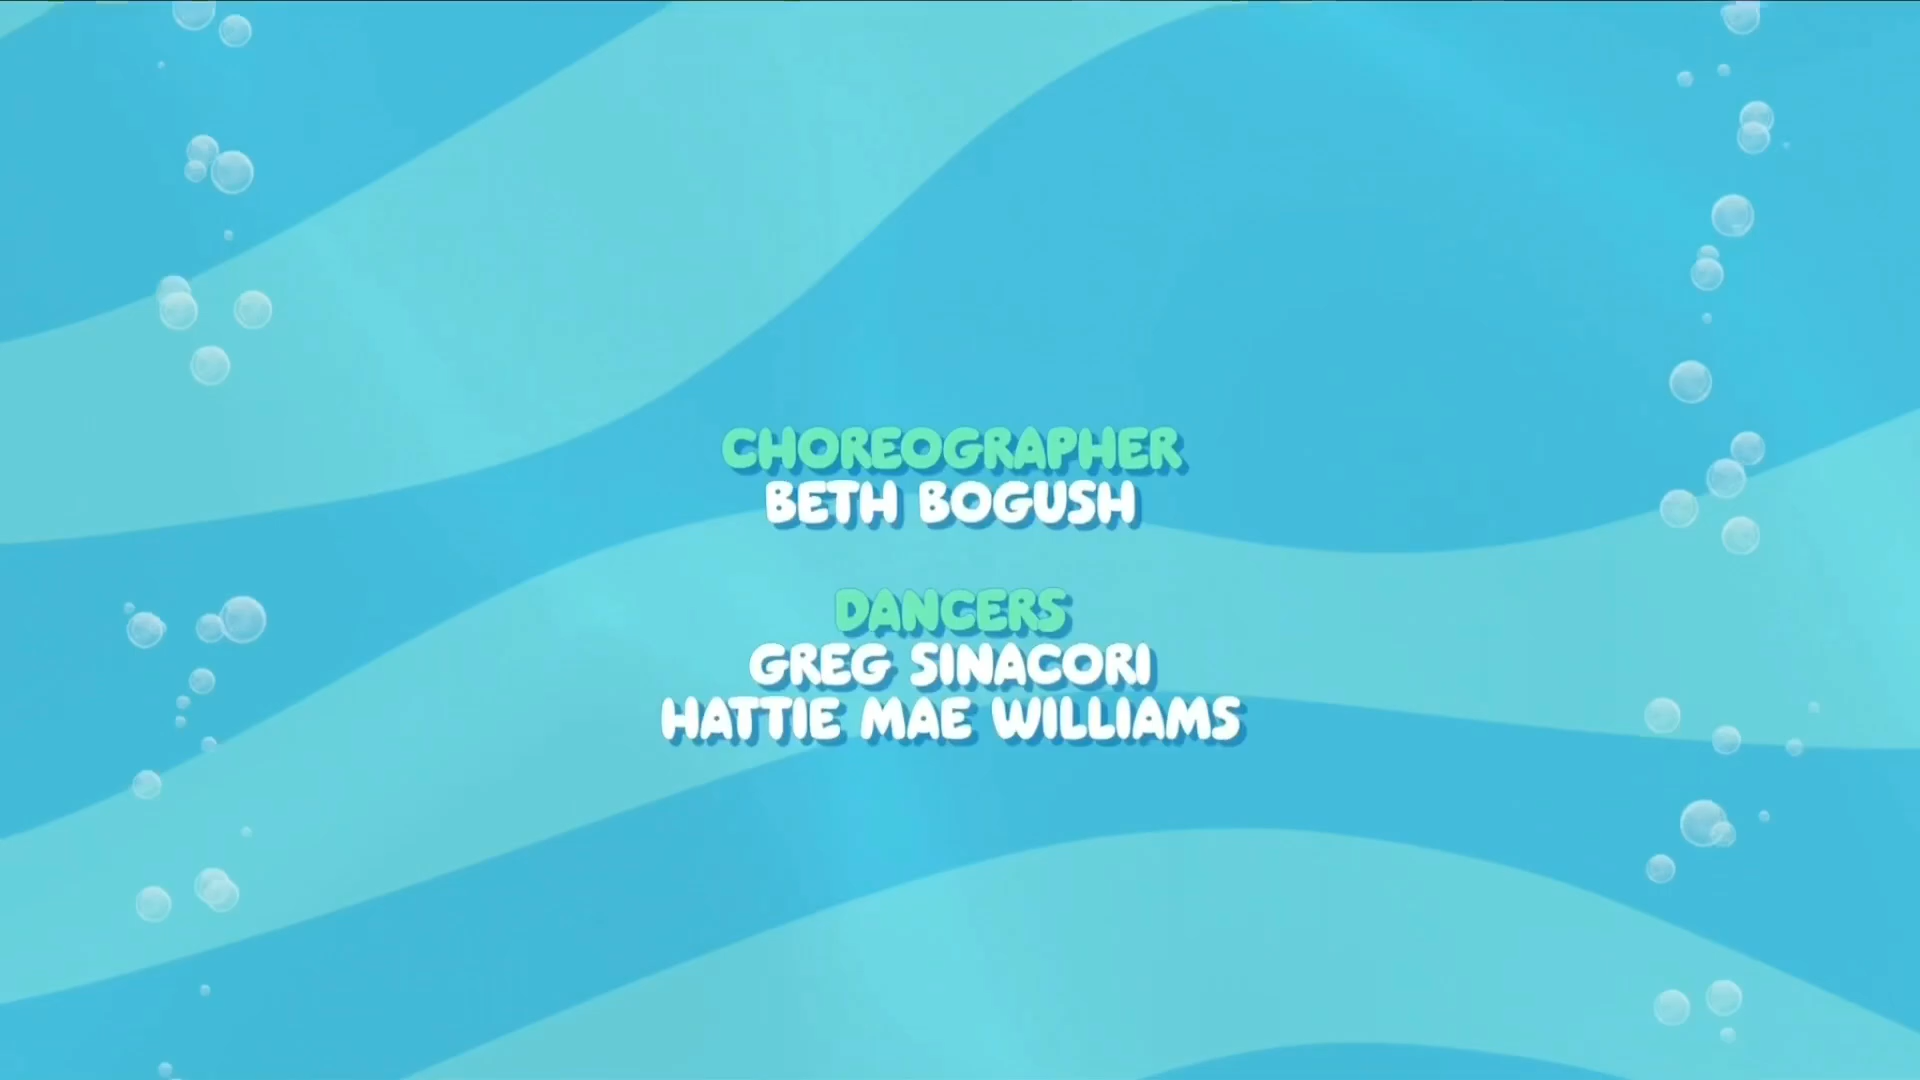 CHOREOGRAPHER
BETH BOGUSH
DANCERS
GREG SINACORI
HATTIE MAE WILLIAMS